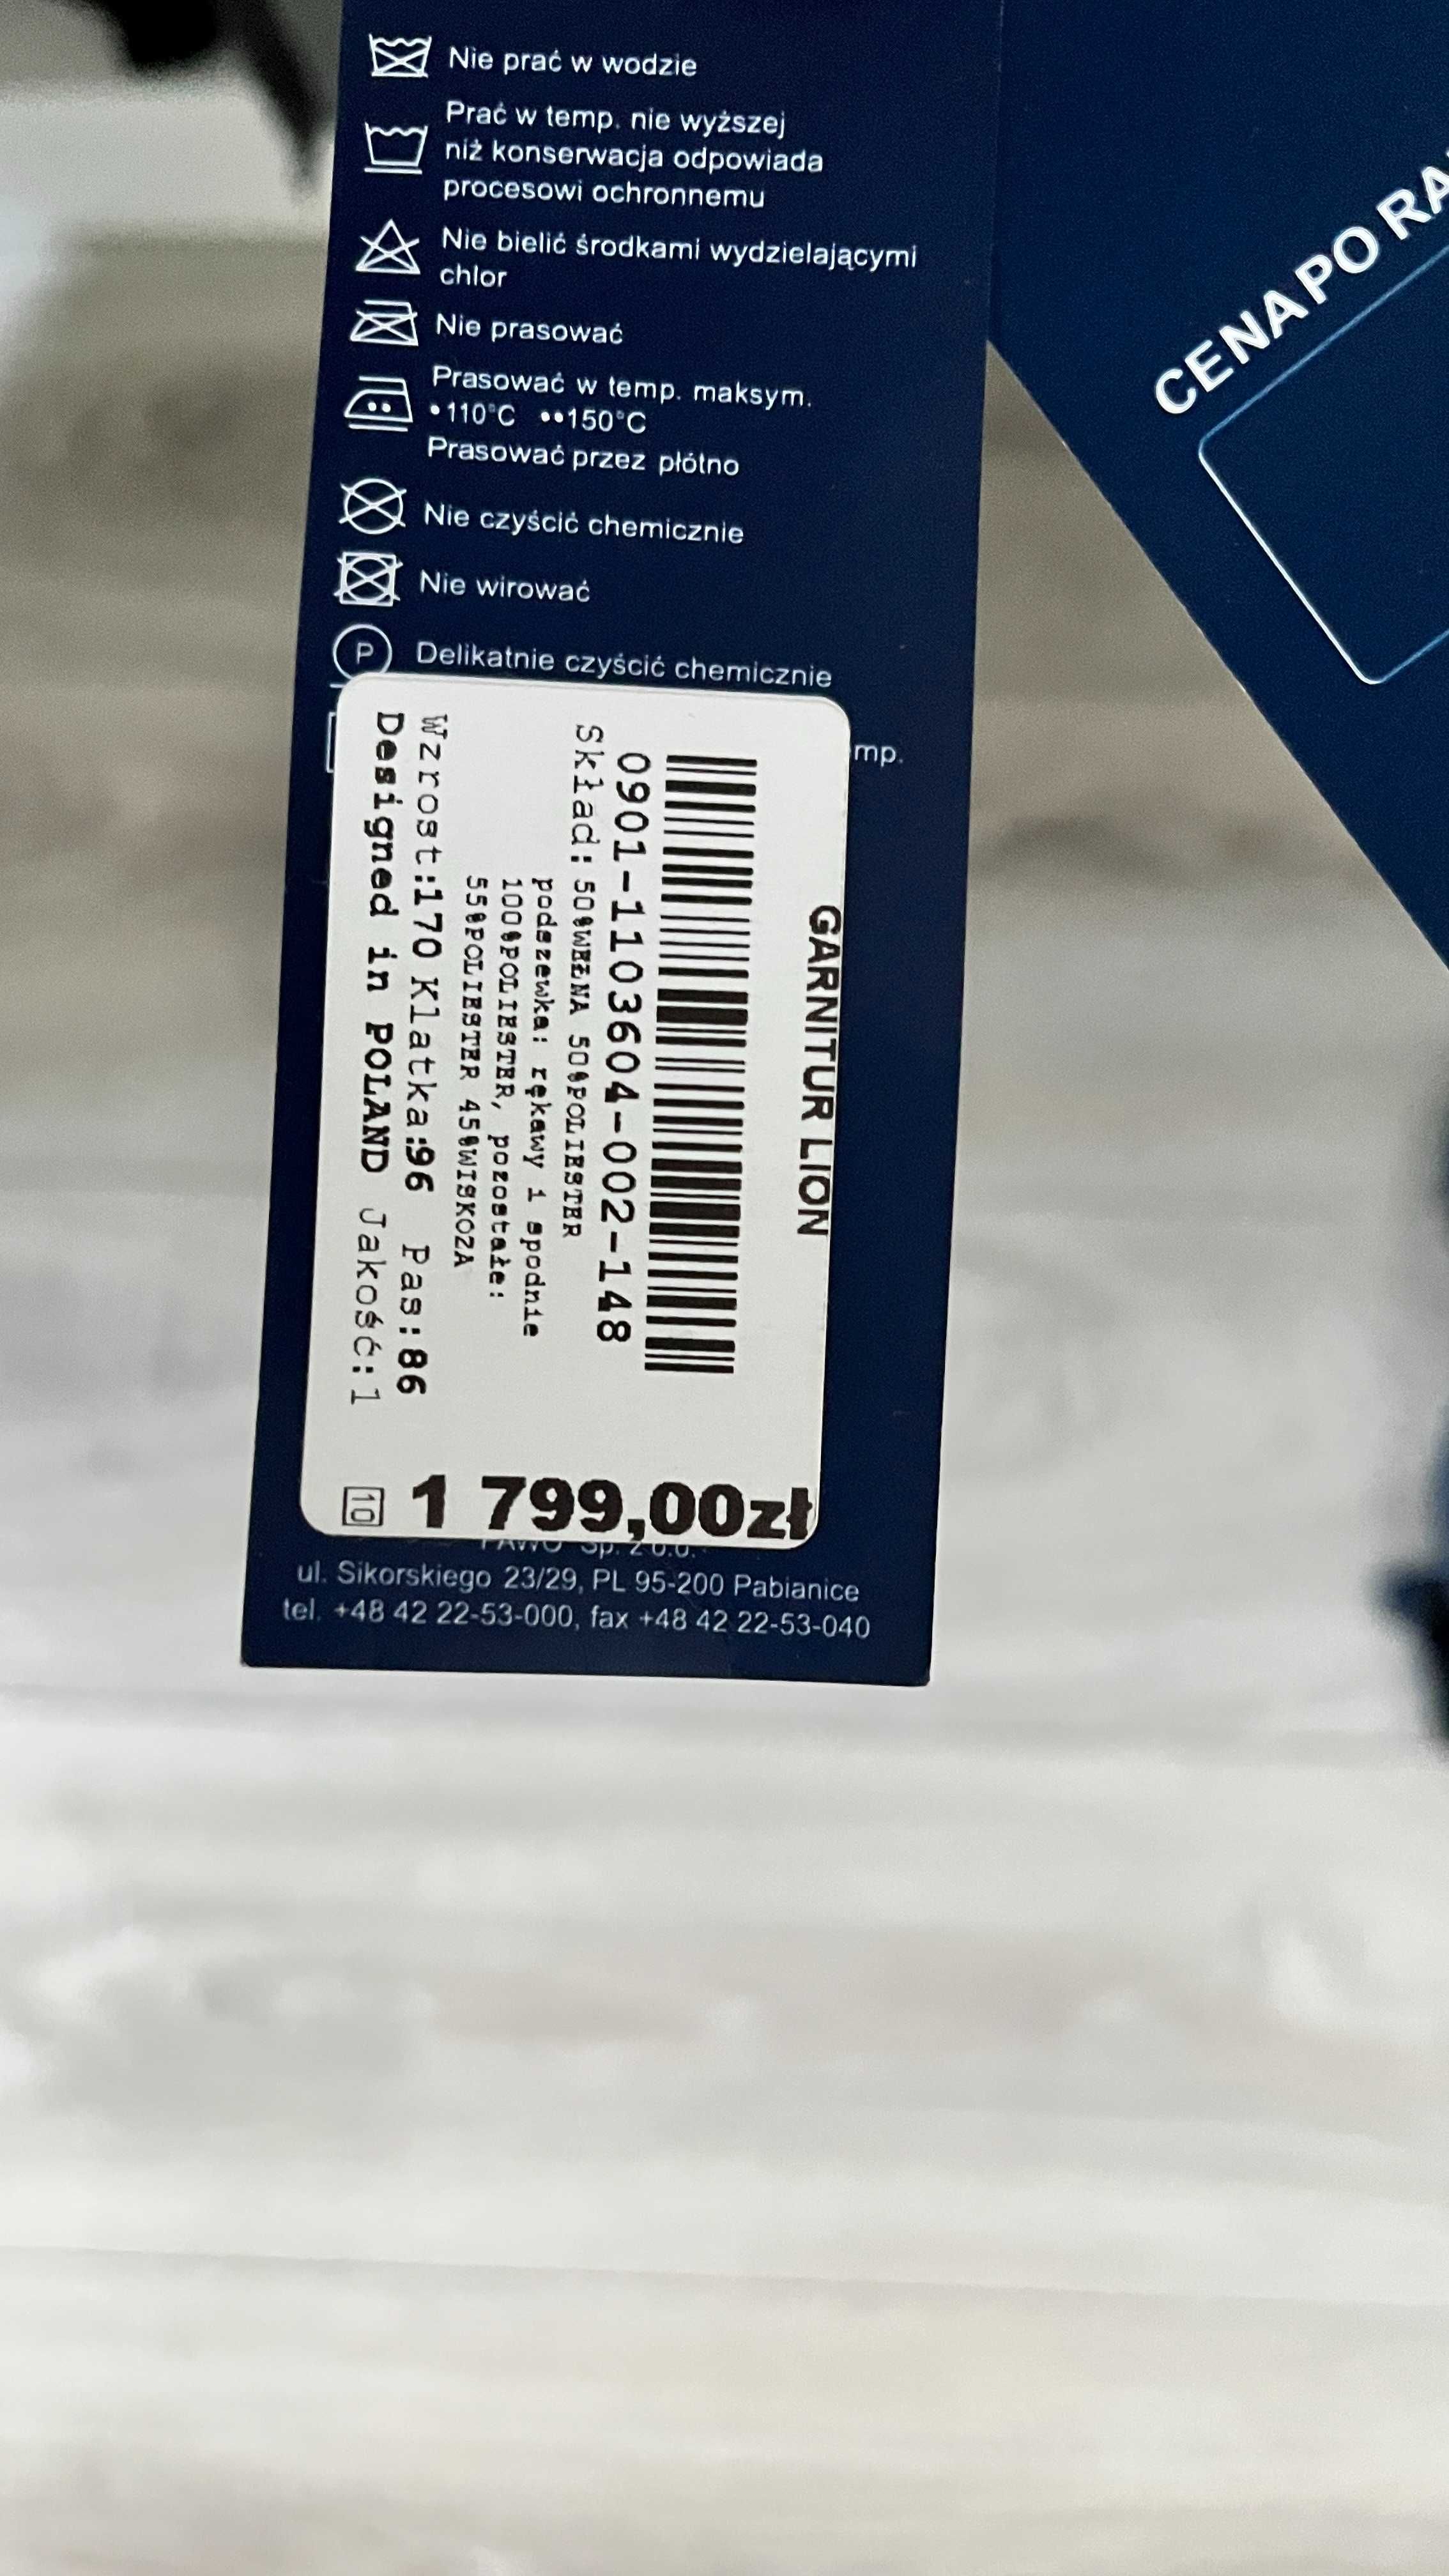 Nie prać w wodzie
Prać w temp. nie wyższej
niż konserwacja odpowiada
procesowi ochronnemu
Nie bielić środkami wydzielającymi
chlor
Nie prasować
Prasować w temp. maksym.
•110°C ••150°C
Prasować przez płótno
Nie czyścić chemicznie
Nie wirować
P Delikatnie czyścić chemicznie
mp.
GARNITUR LION
0901-1103604-002-148
Skład: 50%WEŁNA 50%POLIESTER
podszewka: rękawy i spodnie
100%POLIESTER, pozostałe:
55%POLIESTER 45%WISKOZA
Wzrost:170 Klatka:96 Pas:86
Designed in POLAND Jakość:1
10
1 799,00zł
Sp. z o.o.
ul. Sikorskiego 23/29, PL 95-200 Pabianice
tel. +48 42 22-53-000, fax +48 42 22-53-040
CENA PO RA